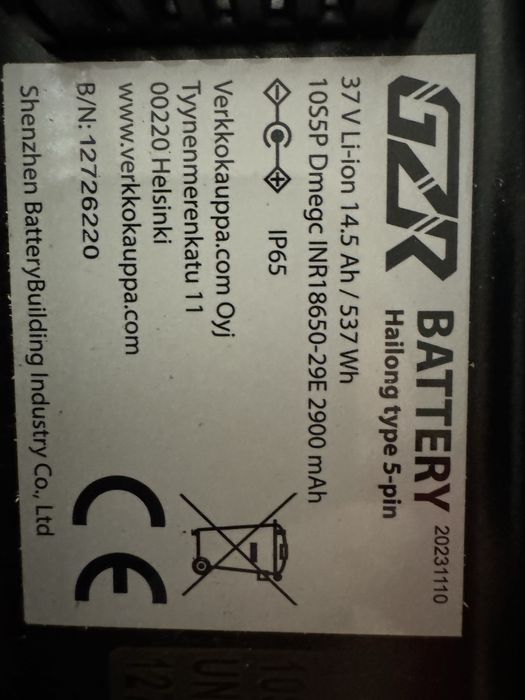 GZR BATTERY 20231110
Hailong type 5-pin
37 V Li-ion 14.5 Ah / 537 Wh
10S5P Dmegc INR18650-29E 2900 mAh
IP65
Verkkokauppa.com Oyj
Tyynenmerenkatu 11
00220 Helsinki
www.verkkokauppa.com
B/N: 12726220
Shenzhen BatteryBuilding Industry Co., Ltd
CE